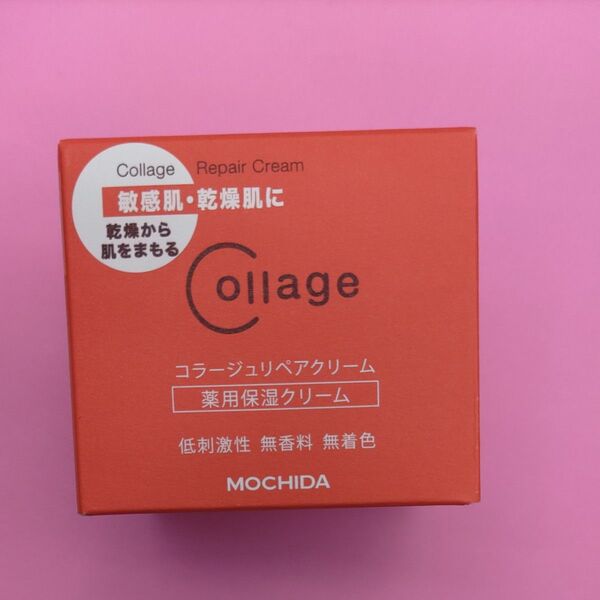 Collage Repair Cream
敏感肌・乾燥肌に
乾燥から
肌をまもる
Collage
コラージュリペアクリーム
薬用保湿クリーム
低刺激性 無香料 無着色
MOCHIDA